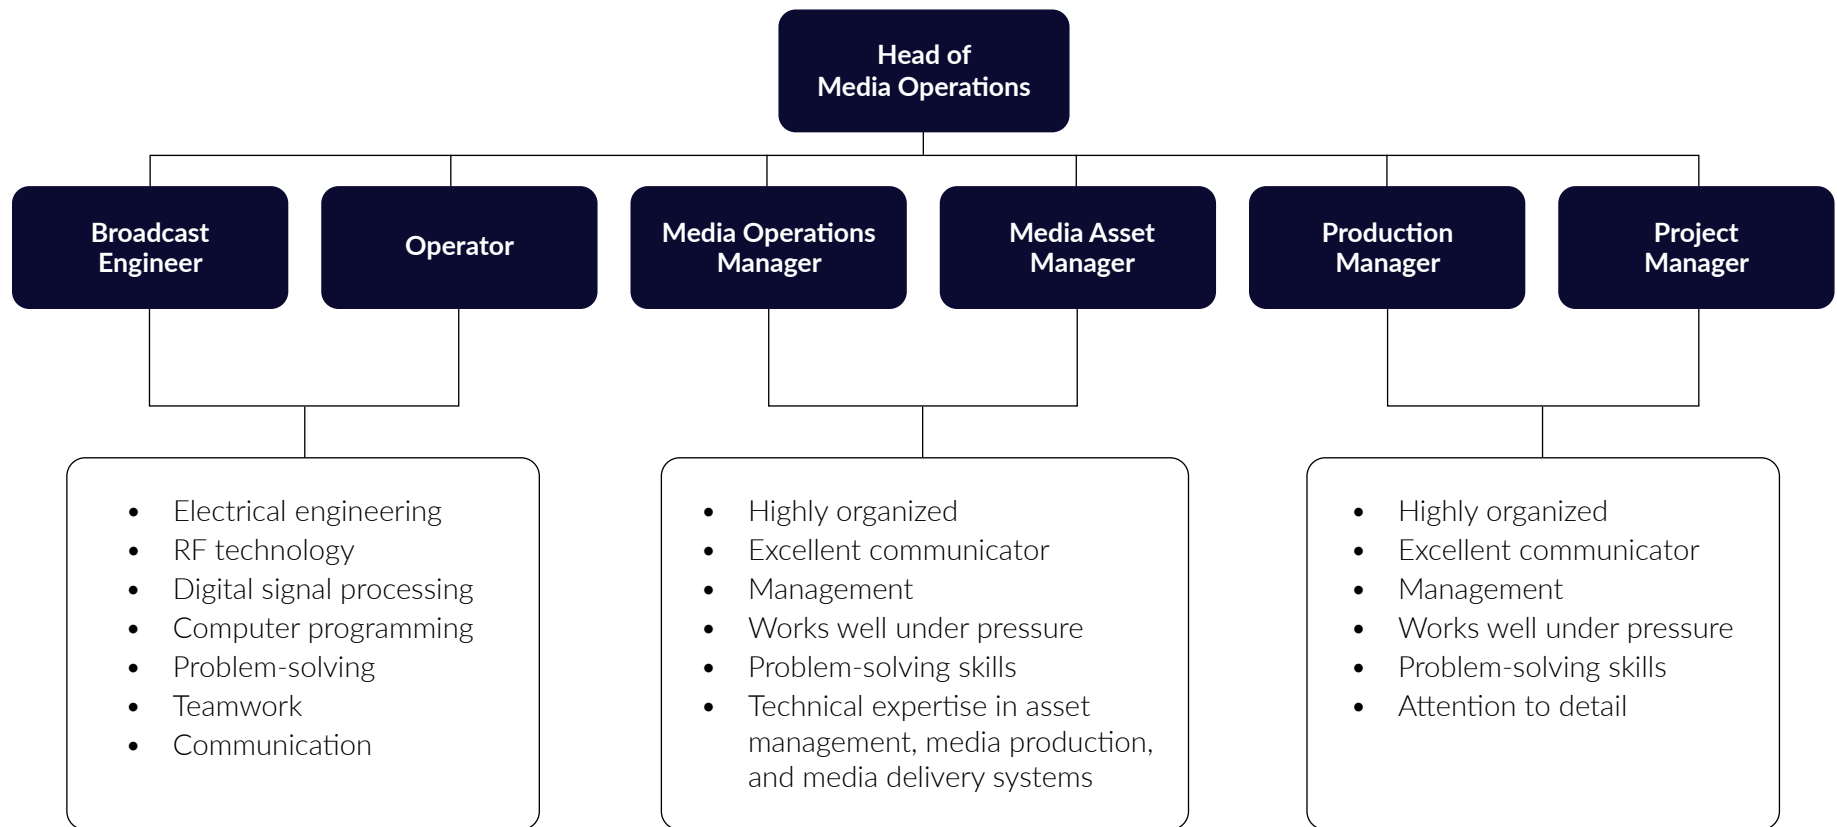 Head of
Media Operations
Broadcast
Engineer
Operator
Media Operations
Manager
Media Asset
Manager
Production
Manager
Project
Manager
• Electrical engineering
• RF technology
• Digital signal processing
• Computer programming
• Problem-solving
• Teamwork
• Communication
• Highly organized
• Excellent communicator
• Management
• Works well under pressure
• Problem-solving skills
• Technical expertise in asset
management, media production,
and media delivery systems
• Highly organized
• Excellent communicator
• Management
• Works well under pressure
• Problem-solving skills
• Attention to detail